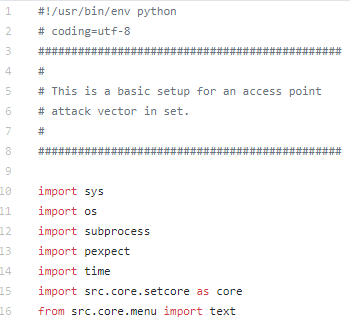 1 #!/usr/bin/env python
2 # coding=utf-8
3 ##############################################
4 #
5 # This is a basic setup for an access point
6 # attack vector in set.
7 #
8 ##############################################
9
10 import sys
11 import os
12 import subprocess
13 import pexpect
14 import time
15 import src.core.setcore as core
16 from src.core.menu import text